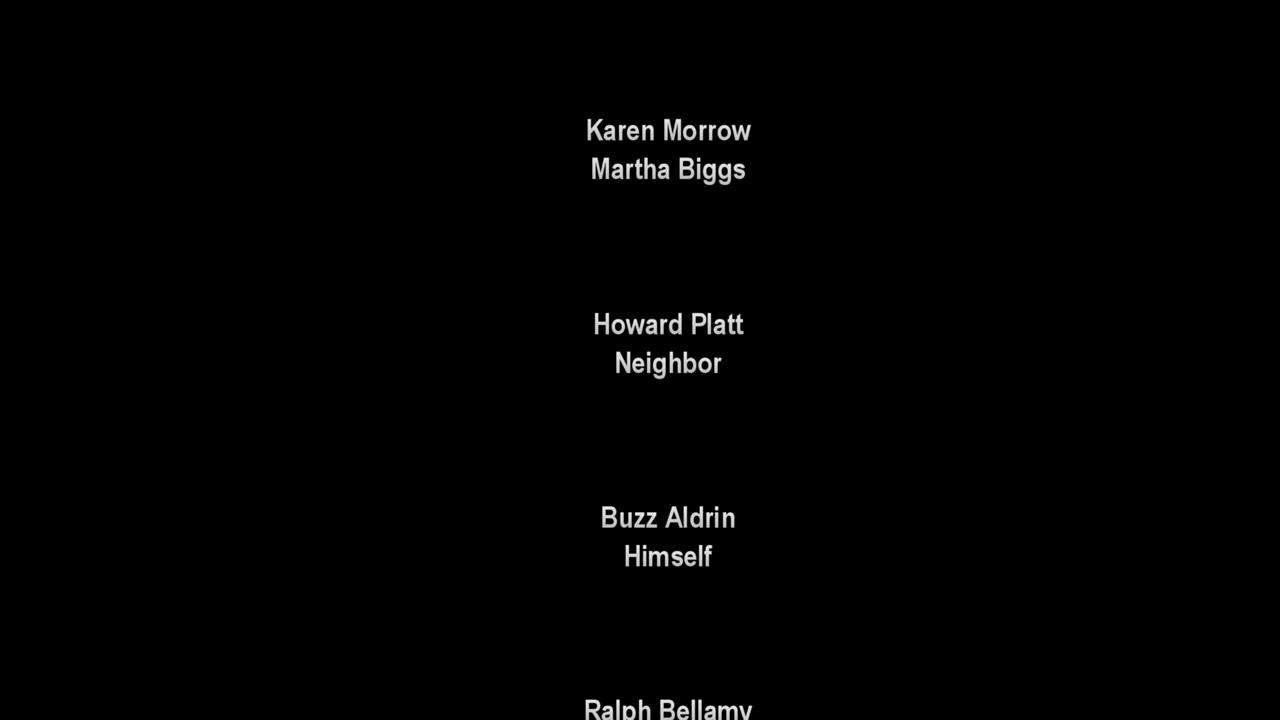 Karen Morrow
Martha Biggs
Howard Platt
Neighbor
Buzz Aldrin
Himself
Ralph Bellamy